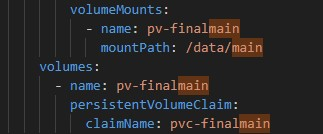 volumeMounts:
- name: pv-finalmain
mountPath: /data/main
volumes:
- name: pv-finalmain
persistentVolumeClaim:
claimName: pvc-finalmain